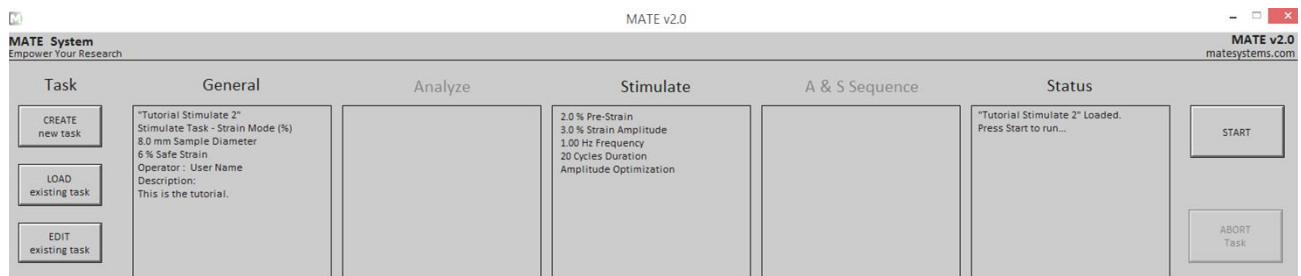 MATE v2.0
MATE System
Empower Your Research
MATE v2.0
matesystems.com
Task
General
Analyze
Stimulate
A & S Sequence
Status
CREATE
new task
LOAD
existing task
EDIT
existing task
"Tutorial Stimulate 2"
Stimulate Task - Strain Mode (%)
8.0 mm Sample Diameter
6 % Safe Strain
Operator : User Name
Description:
This is the tutorial.
2.0 % Pre-Strain
3.0 % Strain Amplitude
1.00 Hz Frequency
20 Cycles Duration
Amplitude Optimization
"Tutorial Stimulate 2" Loaded.
Press Start to run...
START
ABORT
Task